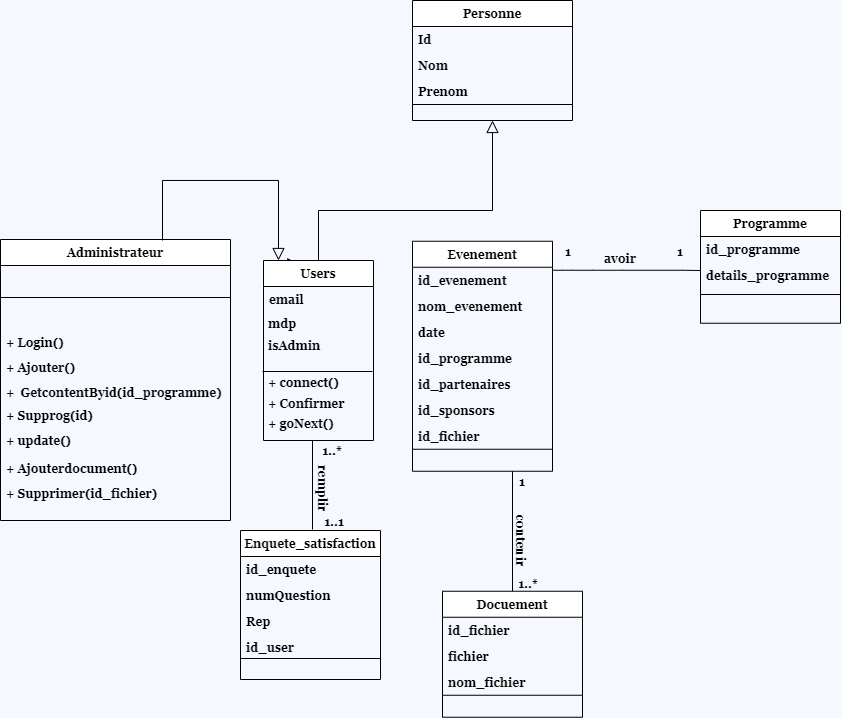 Personne
Id
Nom
Prenom
Administrateur
+ Login()
+ Ajouter()
+ GetcontentByid(id_programme)
+ Supprog(id)
+ update()
+ Ajouterdocument()
+ Supprimer(id_fichier)
Users
email
mdp
isAdmin
+ connect()
+ Confirmer
+ goNext()
1..*
remplir
1..1
Enquete_satisfaction
id_enquete
numQuestion
Rep
id_user
Evenement
id_evenement
nom_evenement
date
id_programme
id_partenaires
id_sponsors
id_fichier
1
avoir
1
Programme
id_programme
details_programme
1
contenir
1..*
Docuement
id_fichier
fichier
nom_fichier